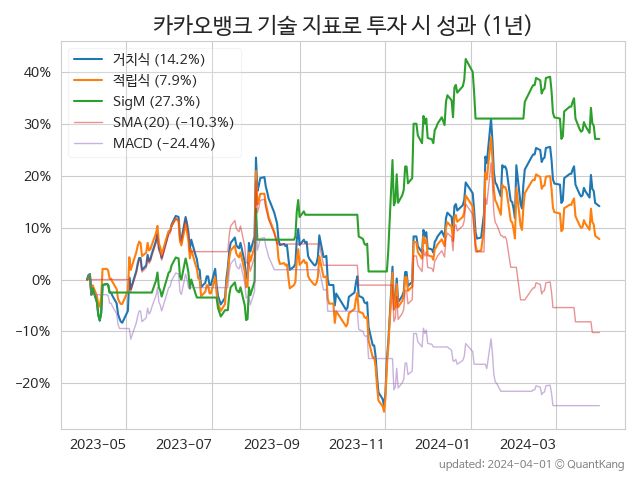 카카오뱅크 기술 지표로 투자 시 성과 (1년)
거치식 (14.2%)
적립식 (7.9%)
SigM (27.3%)
SMA(20) (−10.3%)
MACD (−24.4%)
40%
30%
20%
10%
0%
−10%
−20%
2023-05 2023-07 2023-09 2023-11 2024-01 2024-03
updated: 2024-04-01 © QuantKang